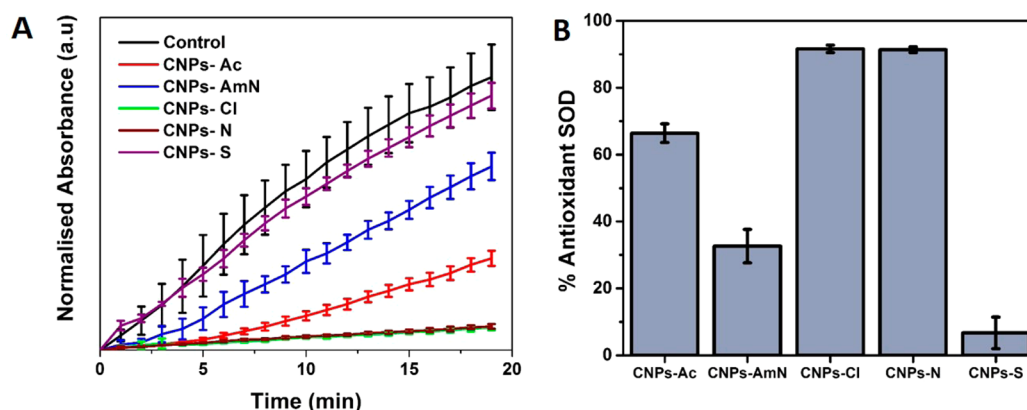 A
Normalised Absorbance (a.u)
Control
CNPs- Ac
CNPs- AmN
CNPs- Cl
CNPs- N
CNPs- S
0 5 10 15 20
Time (min)
B
% Antioxidant SOD
100
80
60
40
20
0
CNPs-Ac CNPs-AmN CNPs-Cl CNPs-N CNPs-S